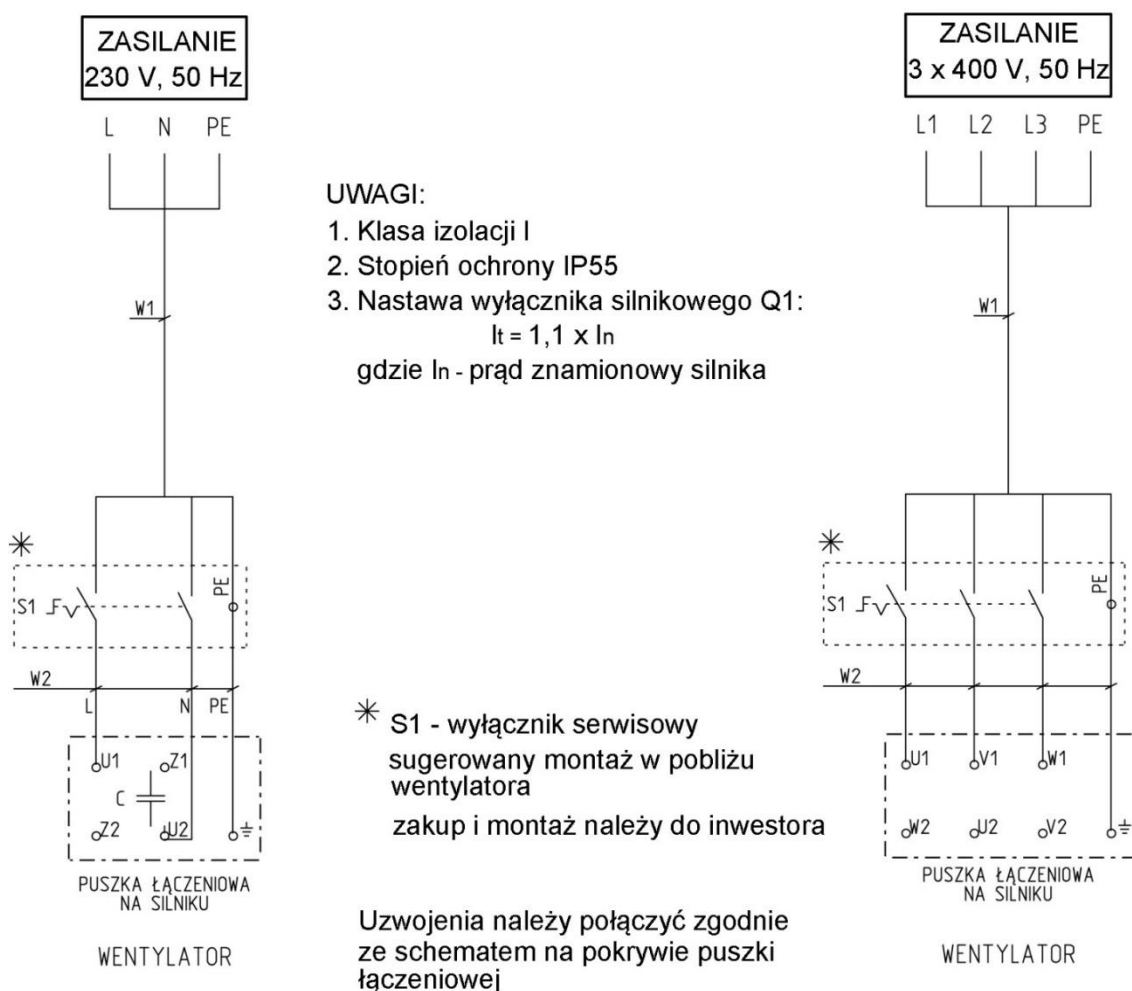 ZASILANIE
230 V, 50 Hz
L N PE
W1
S1
PE
W2
L N PE
U1 Z1
C
Z2 U2
PUSZKA ŁĄCZENIOWA
NA SILNIKU
WENTYLATOR
UWAGI:
1. Klasa izolacji I
2. Stopień ochrony IP55
3. Nastawa wyłącznika silnikowego Q1:
It = 1,1 x In
gdzie In - prąd znamionowy silnika
* S1 - wyłącznik serwisowy
sugerowany montaż w pobliżu
wentylatora
zakup i montaż należy do inwestora
Uzwojenia należy połączyć zgodnie
ze schematem na pokrywie puszki
łączeniowej
ZASILANIE
3 x 400 V, 50 Hz
L1 L2 L3 PE
W1
S1
PE
W2
U1 V1 W1
W2 U2 V2
PUSZKA ŁĄCZENIOWA
NA SILNIKU
WENTYLATOR